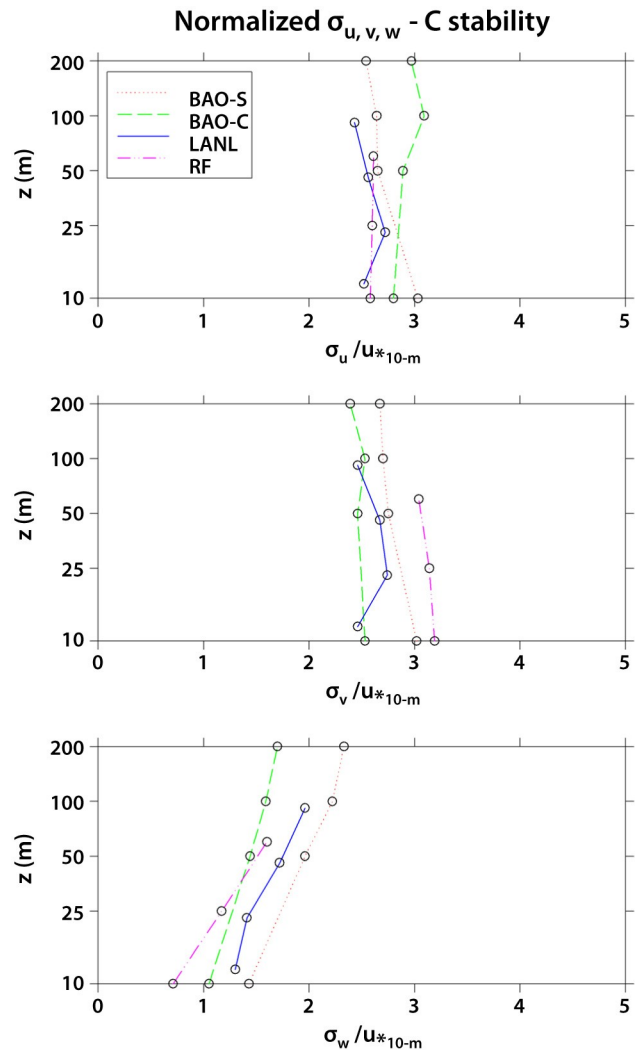 Normalized σu, v, w - C stability
200
100
50
25
10
z (m)
BAO-S
BAO-C
LANL
RF
0 1 2 3 4 5
σu /u*10-m
200
100
50
25
10
z (m)
0 1 2 3 4 5
σv /u*10-m
200
100
50
25
10
z (m)
0 1 2 3 4 5
σw /u*10-m